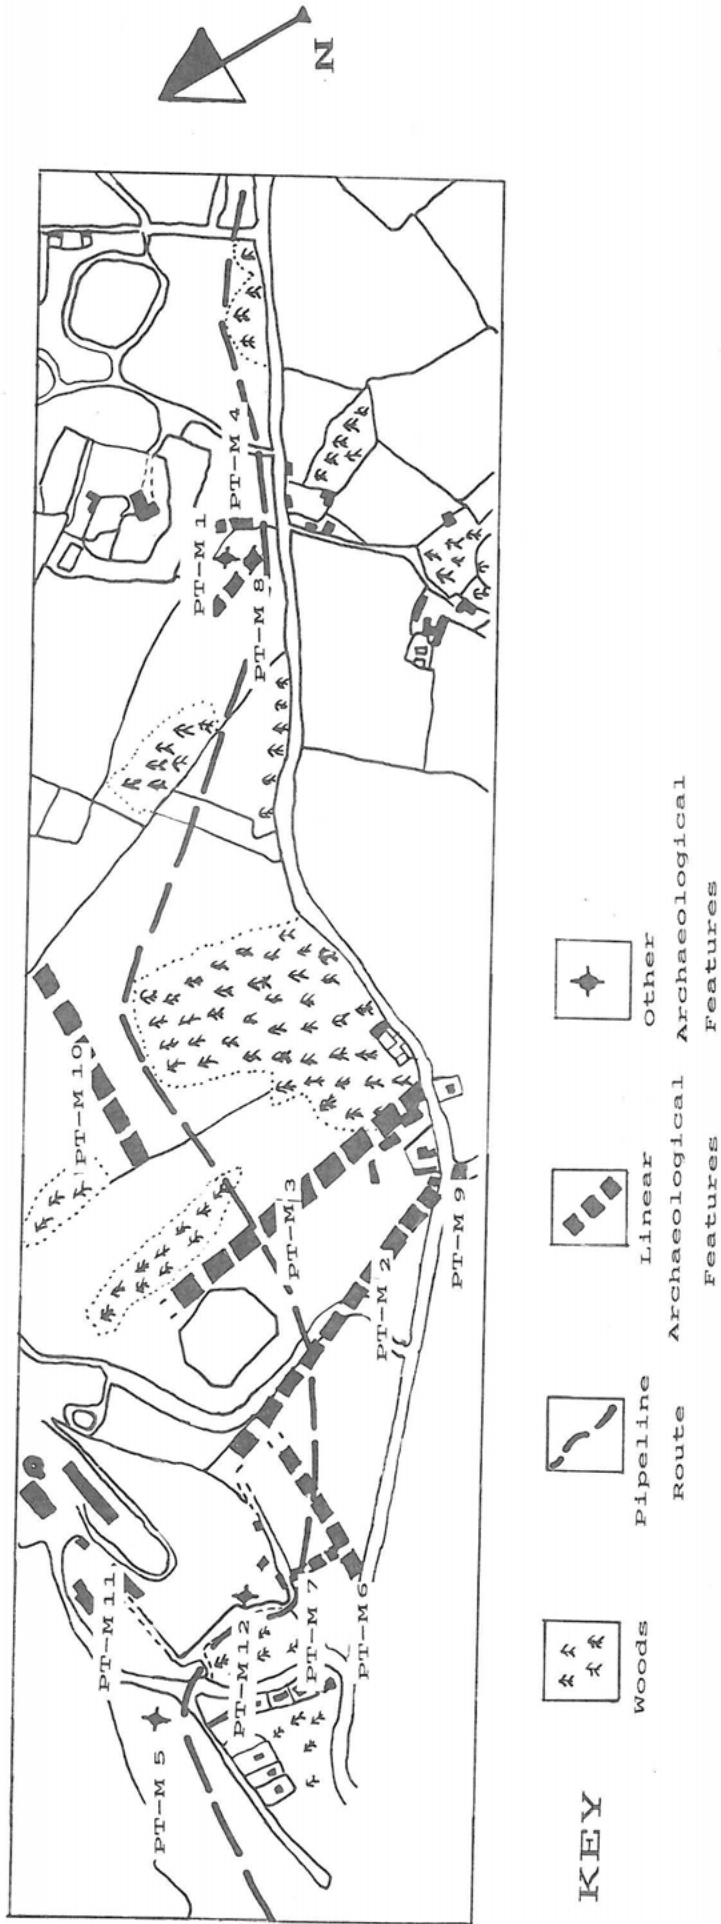 N
PT-M 4
PT-M 1
PT-M 8
PT-M 10
PT-M 3
PT-M 2
PT-M 9
PT-M 11
PT-M 7
PT-M 6
PT-M 12
PT-M 5
KEY
Woods
Pipeline
Route
Linear
Archaeological
Features
Other
Archaeological
Features